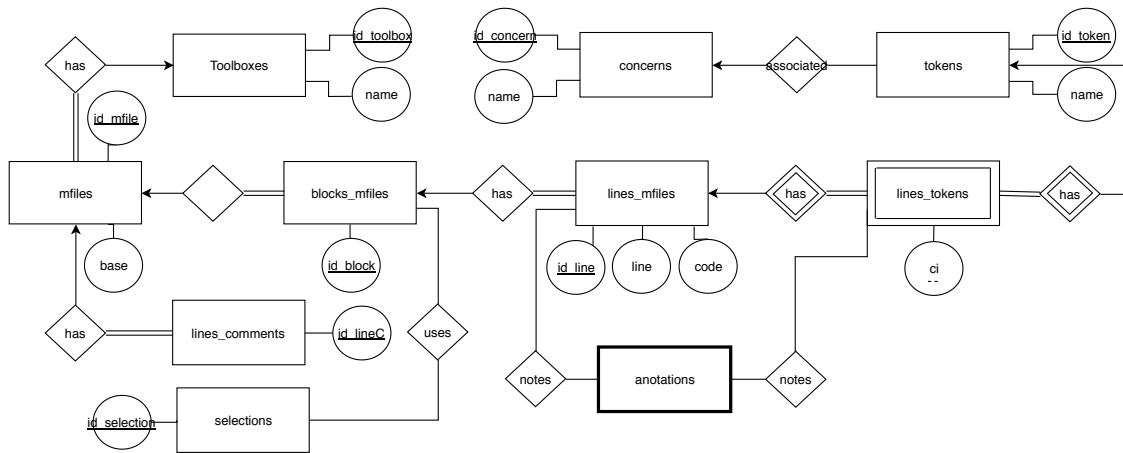 id_toolbox
id_concern
id_token
has
Toolboxes
concerns
associated
tokens
name
name
name
id_mfile
mfiles
blocks_mfiles
has
lines_mfiles
has
lines_tokens
has
base
id_block
id_line
line
code
ci
has
lines_comments
id_lineC
uses
notes
anotations
notes
id_selection
selections